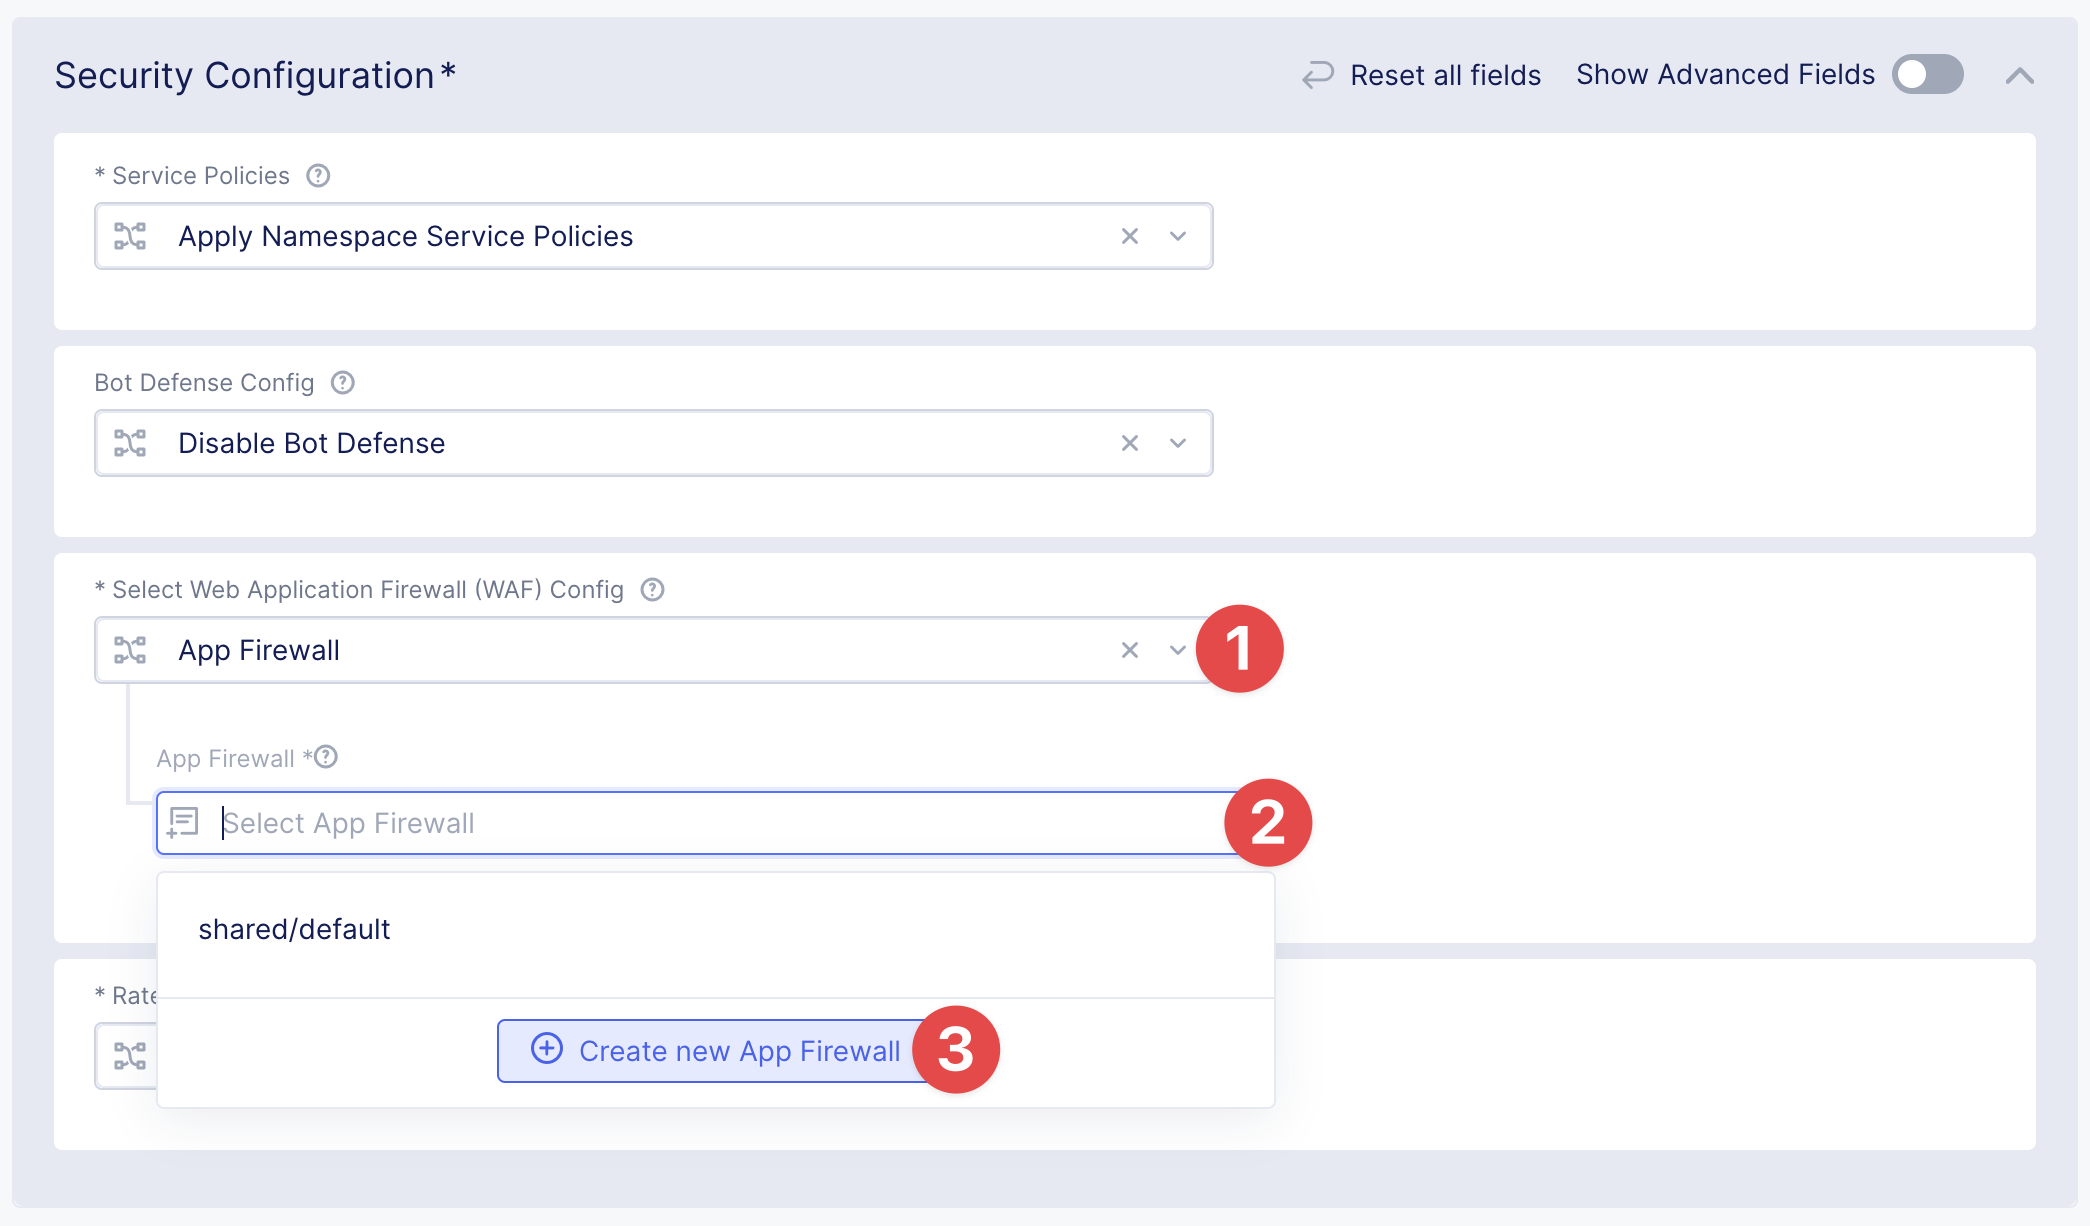 Security Configuration*
Reset all fields
Show Advanced Fields
* Service Policies
Apply Namespace Service Policies
Bot Defense Config
Disable Bot Defense
* Select Web Application Firewall (WAF) Config
App Firewall
1
App Firewall *
Select App Firewall
2
shared/default
* Rate
Create new App Firewall
3